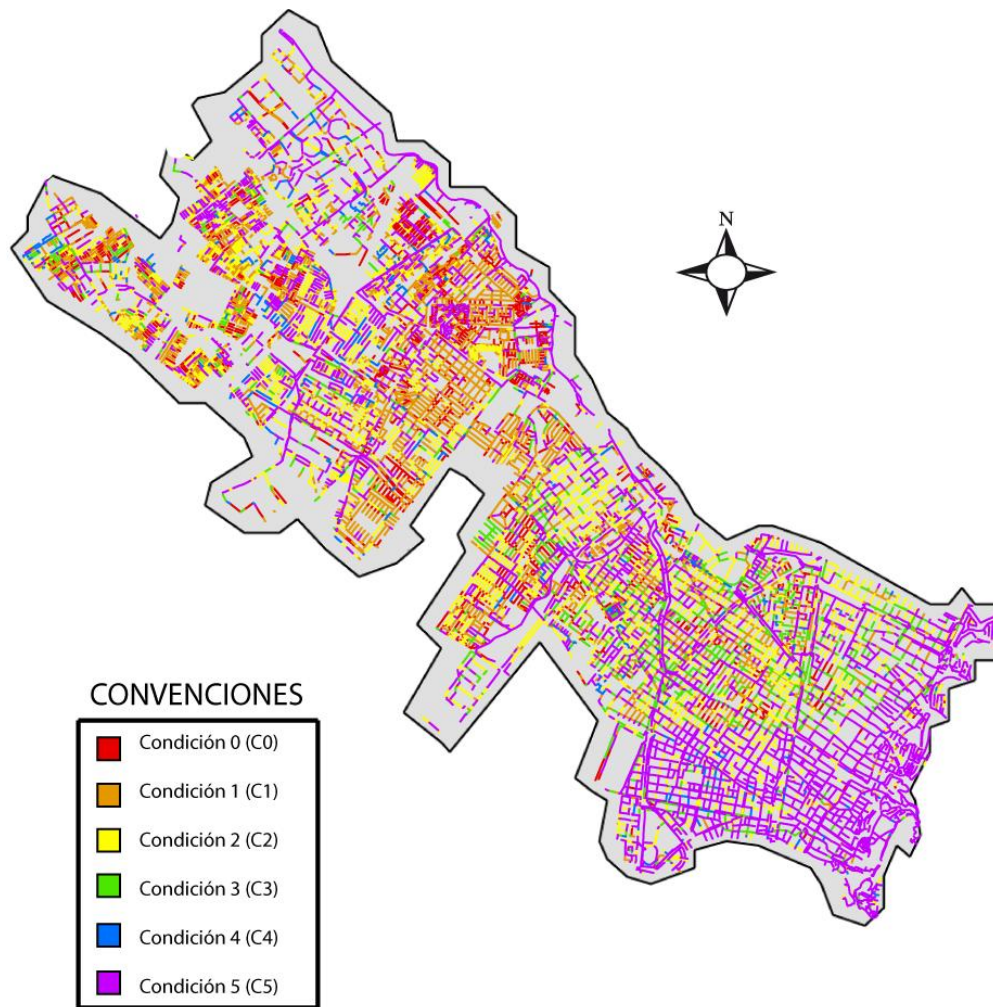 N
CONVENCIONES
Condición 0 (C0)
Condición 1 (C1)
Condición 2 (C2)
Condición 3 (C3)
Condición 4 (C4)
Condición 5 (C5)